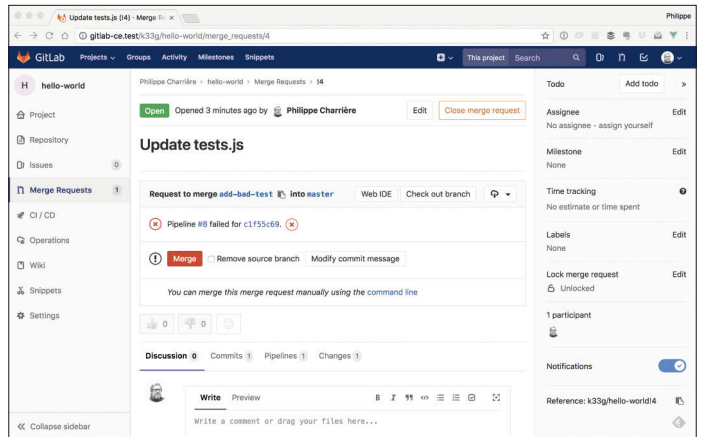 Update tests.js (!4) · Merge Re
Philippe
gitlab-ce.test/k33g/hello-world/merge_requests/4
GitLab Projects Groups Activity Milestones Snippets This project Search
H hello-world
Project
Repository
Issues 0
Merge Requests 1
CI / CD
Operations
Wiki
Snippets
Settings
Collapse sidebar
Philippe Charrière > hello-world > Merge Requests > !4
Open Opened 3 minutes ago by Philippe Charrière Edit Close merge request
Update tests.js
Request to merge add-bad-test into master Web IDE Check out branch
Pipeline #8 failed for c1f55c69.
Merge Remove source branch Modify commit message
You can merge this merge request manually using the command line
0 0
Discussion 0 Commits 1 Pipelines 1 Changes 1
Write Preview B I
Write a comment or drag your files here...
Todo Add todo »
Assignee Edit
No assignee - assign yourself
Milestone Edit
None
Time tracking
No estimate or time spent
Labels Edit
None
Lock merge request Edit
Unlocked
1 participant
Notifications
Reference: k33g/hello-world!4